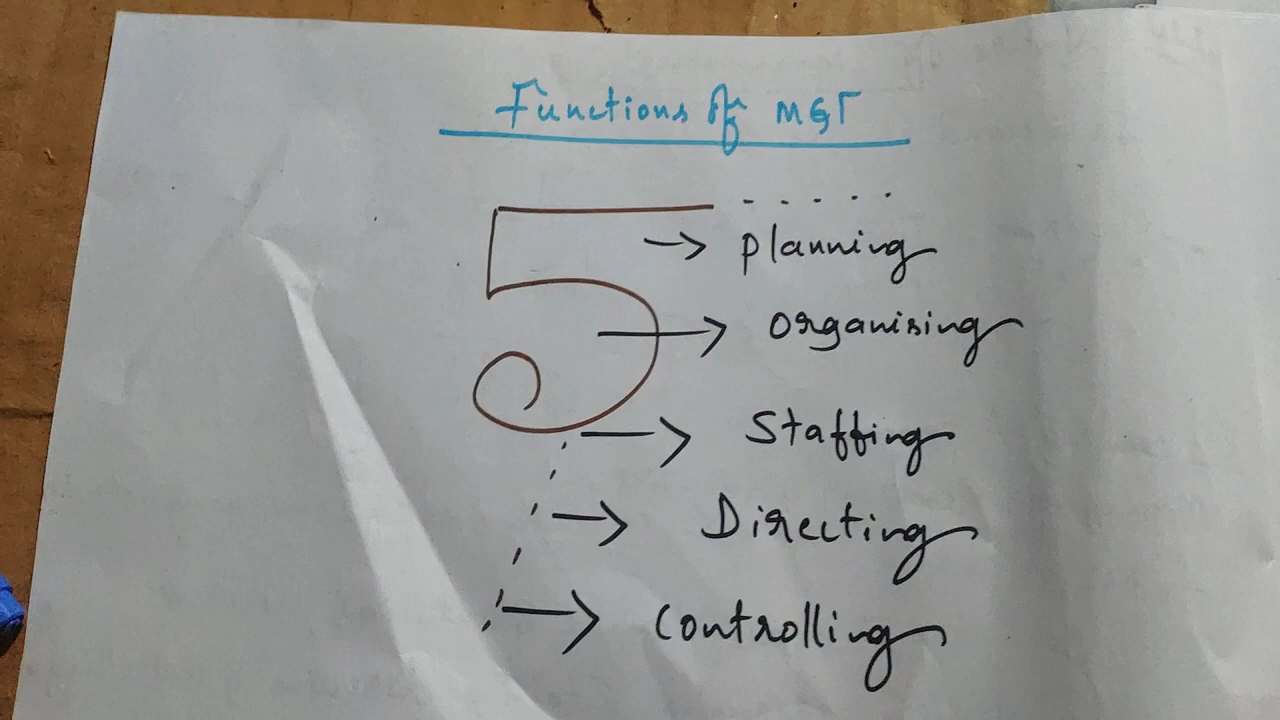 Functions of MGT
5
→ planning
→ organising
→ Staffing
→ Directing
→ Controlling